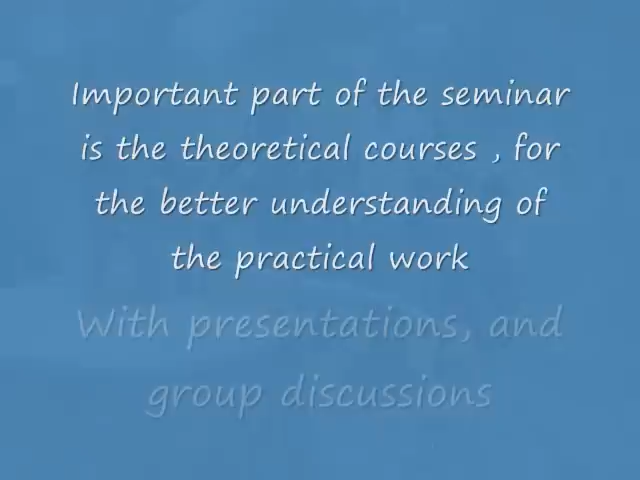 Important part of the seminar
is the theoretical courses , for
the better understanding of
the practical work
With presentations, and
group discussions